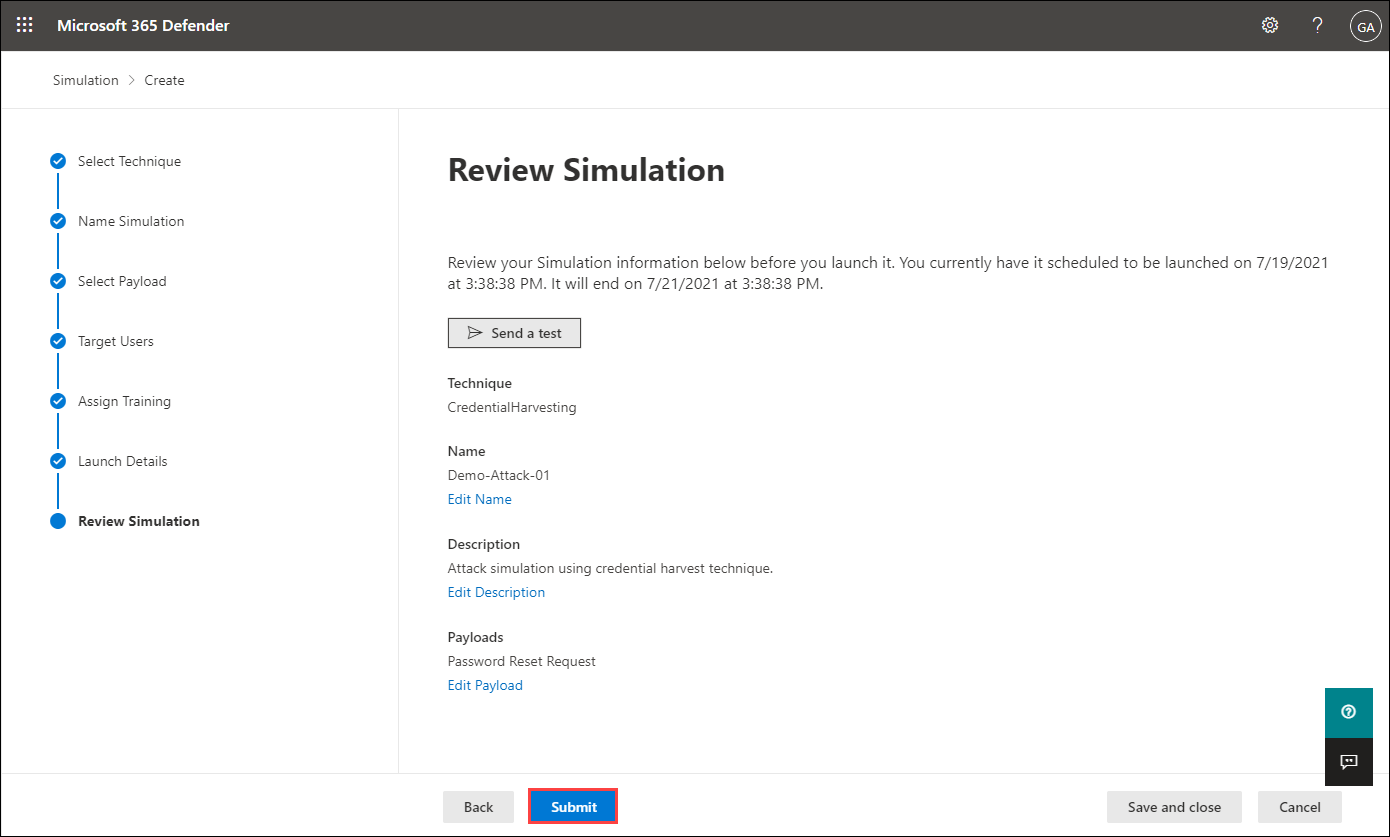 Microsoft 365 Defender
?
GA
Simulation > Create
Select Technique
Name Simulation
Select Payload
Target Users
Assign Training
Launch Details
Review Simulation
Review Simulation
Review your Simulation information below before you launch it. You currently have it scheduled to be launched on 7/19/2021
at 3:38:38 PM. It will end on 7/21/2021 at 3:38:38 PM.
Send a test
Technique
CredentialHarvesting
Name
Demo-Attack-01
Edit Name
Description
Attack simulation using credential harvest technique.
Edit Description
Payloads
Password Reset Request
Edit Payload
Back
Submit
Save and close
Cancel